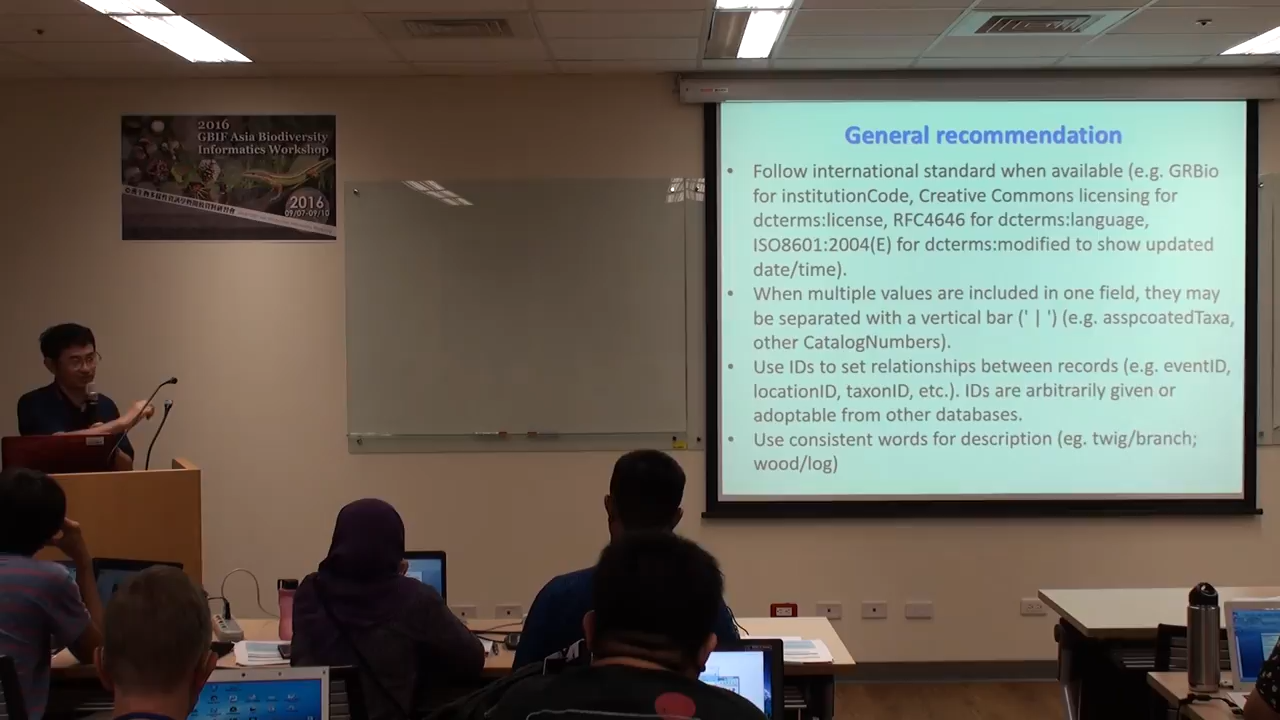 2016
GBIF Asia Biodiversity
Informatics Workshop
2016
09/07-09/10
General recommendation
• Follow international standard when available (e.g. GRBio
for institutionCode, Creative Commons licensing for
dcterms:license, RFC4646 for dcterms:language,
ISO8601:2004(E) for dcterms:modified to show updated
date/time).
• When multiple values are included in one field, they may
be separated with a vertical bar (' | ') (e.g. asspcoatedTaxa,
other CatalogNumbers).
• Use IDs to set relationships between records (e.g. eventID,
locationID, taxonID, etc.). IDs are arbitrarily given or
adoptable from other databases.
• Use consistent words for description (eg. twig/branch;
wood/log)